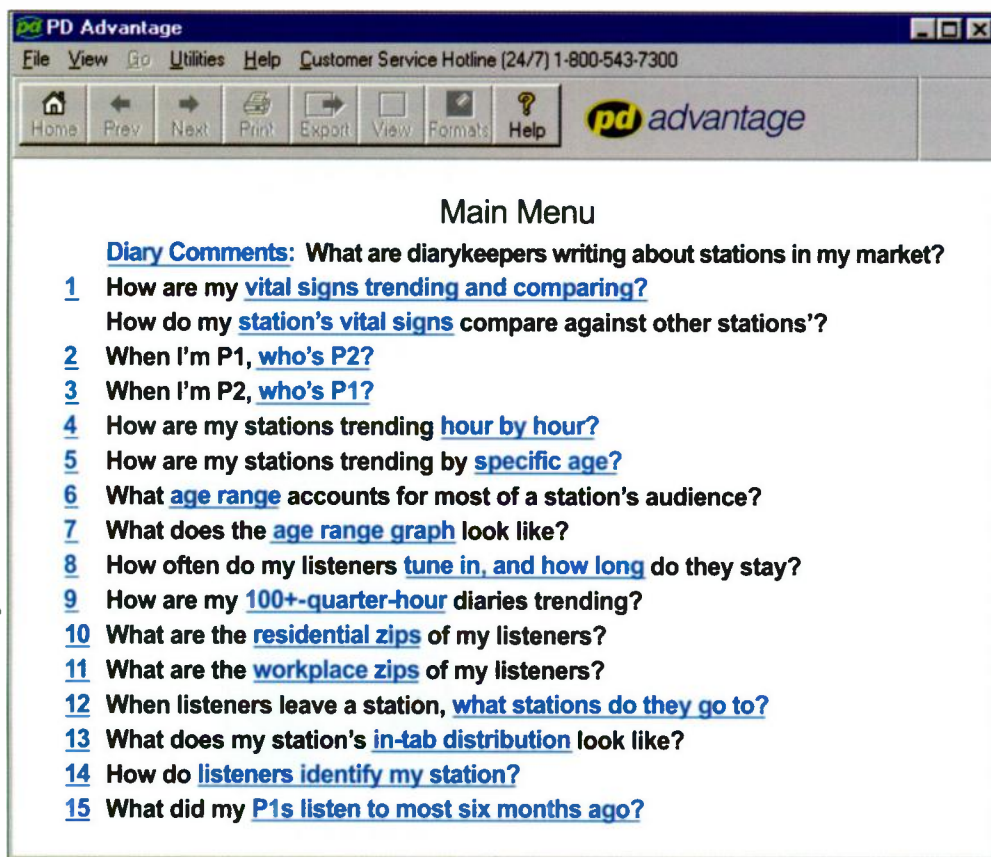 pd PD Advantage
File View Go Utilities Help Customer Service Hotline (24/7) 1-800-543-7300
Home Prev Next Print Export View Formats Help pd advantage
Main Menu
Diary Comments: What are diarykeepers writing about stations in my market?
1 How are my vital signs trending and comparing?
How do my station's vital signs compare against other stations'?
2 When I'm P1, who's P2?
3 When I'm P2, who's P1?
4 How are my stations trending hour by hour?
5 How are my stations trending by specific age?
6 What age range accounts for most of a station's audience?
7 What does the age range graph look like?
8 How often do my listeners tune in, and how long do they stay?
9 How are my 100+-quarter-hour diaries trending?
10 What are the residential zips of my listeners?
11 What are the workplace zips of my listeners?
12 When listeners leave a station, what stations do they go to?
13 What does my station's in-tab distribution look like?
14 How do listeners identify my station?
15 What did my P1s listen to most six months ago?